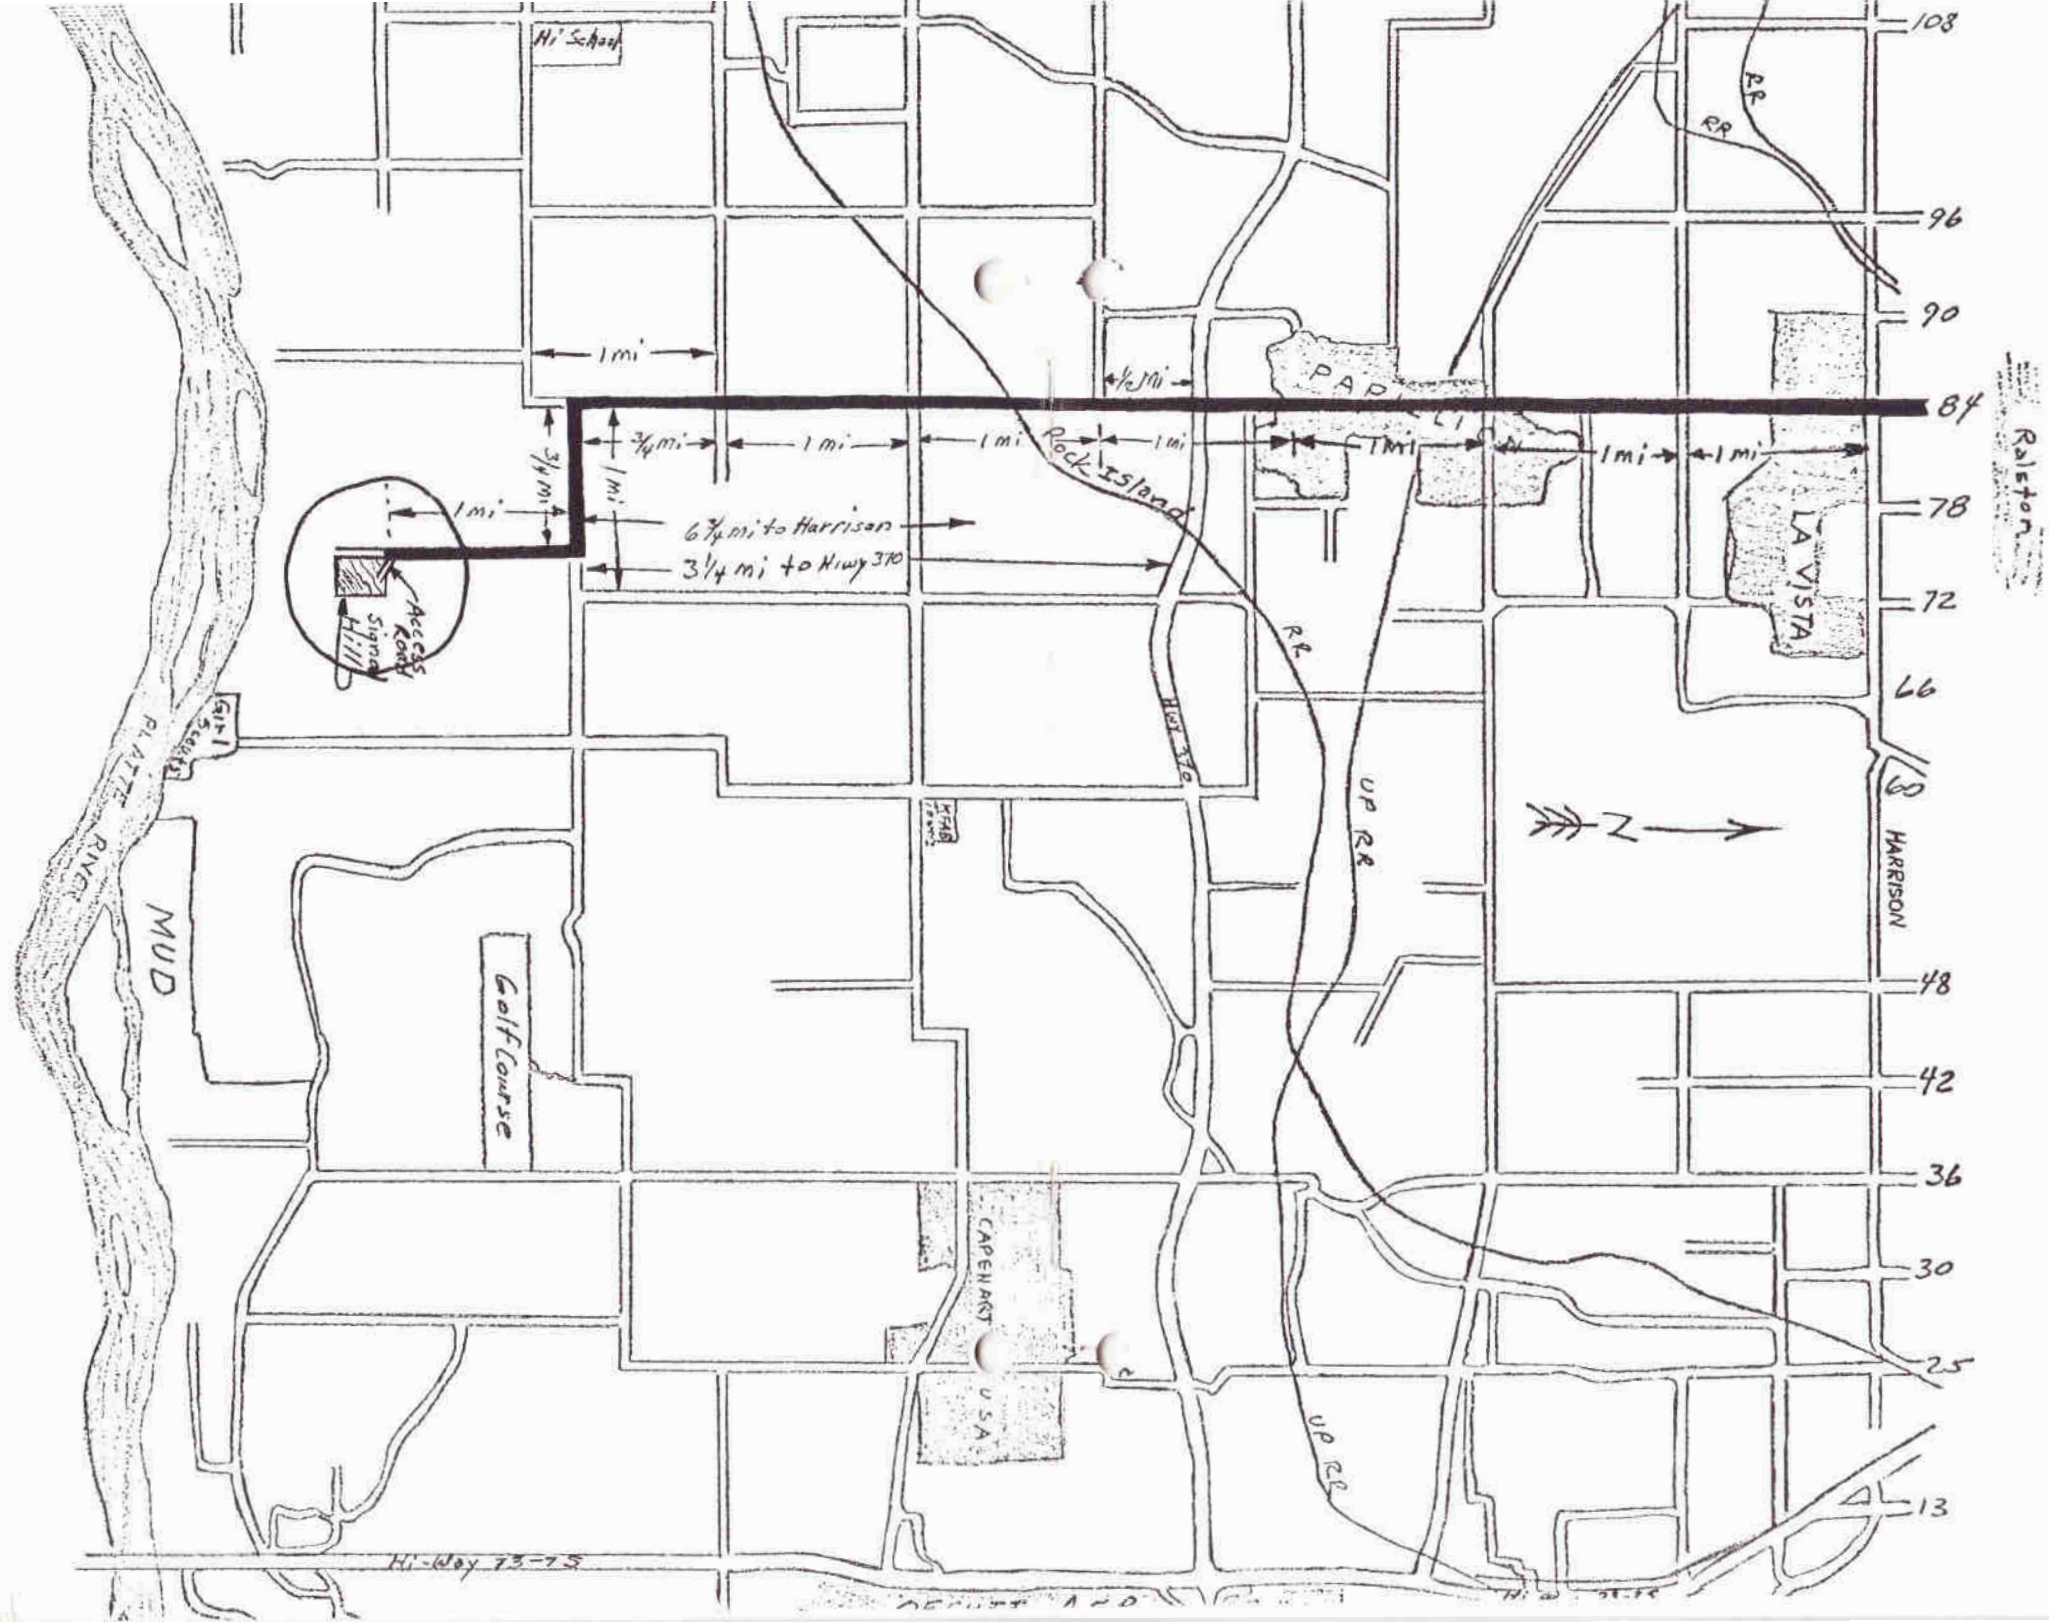 108
Hi School
RR
RR
96
90
1 mi
1/2 mi
PAPILLION
84
Ralston
3/4 mi
1 mi
1 mi
1 mi
1 mi
1 mi
1 mi
3/4 mi
1 mi
Rock Island
1 mi
6 3/4 mi to Harrison
3 1/4 mi to Hiwy 370
78
LA VISTA
72
Access
Road
Signal
Hill
RR
66
Girl
Scouts
PLATTE
RIVER
HWY 370
UP RR
60
KFAB
N
HARRISON
MUD
Golf Course
48
42
36
CAPEHART USA
30
25
UP RR
13
Hi-Way 73-75